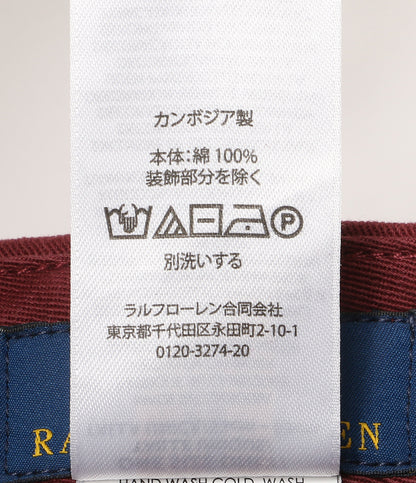 カンボジア製
本体：綿 100%
装飾部分を除く
P
別洗いする
ラルフローレン合同会社
東京都千代田区永田町2-10-1
0120-3274-20
RA EN
HAND WASH COLD. WASH